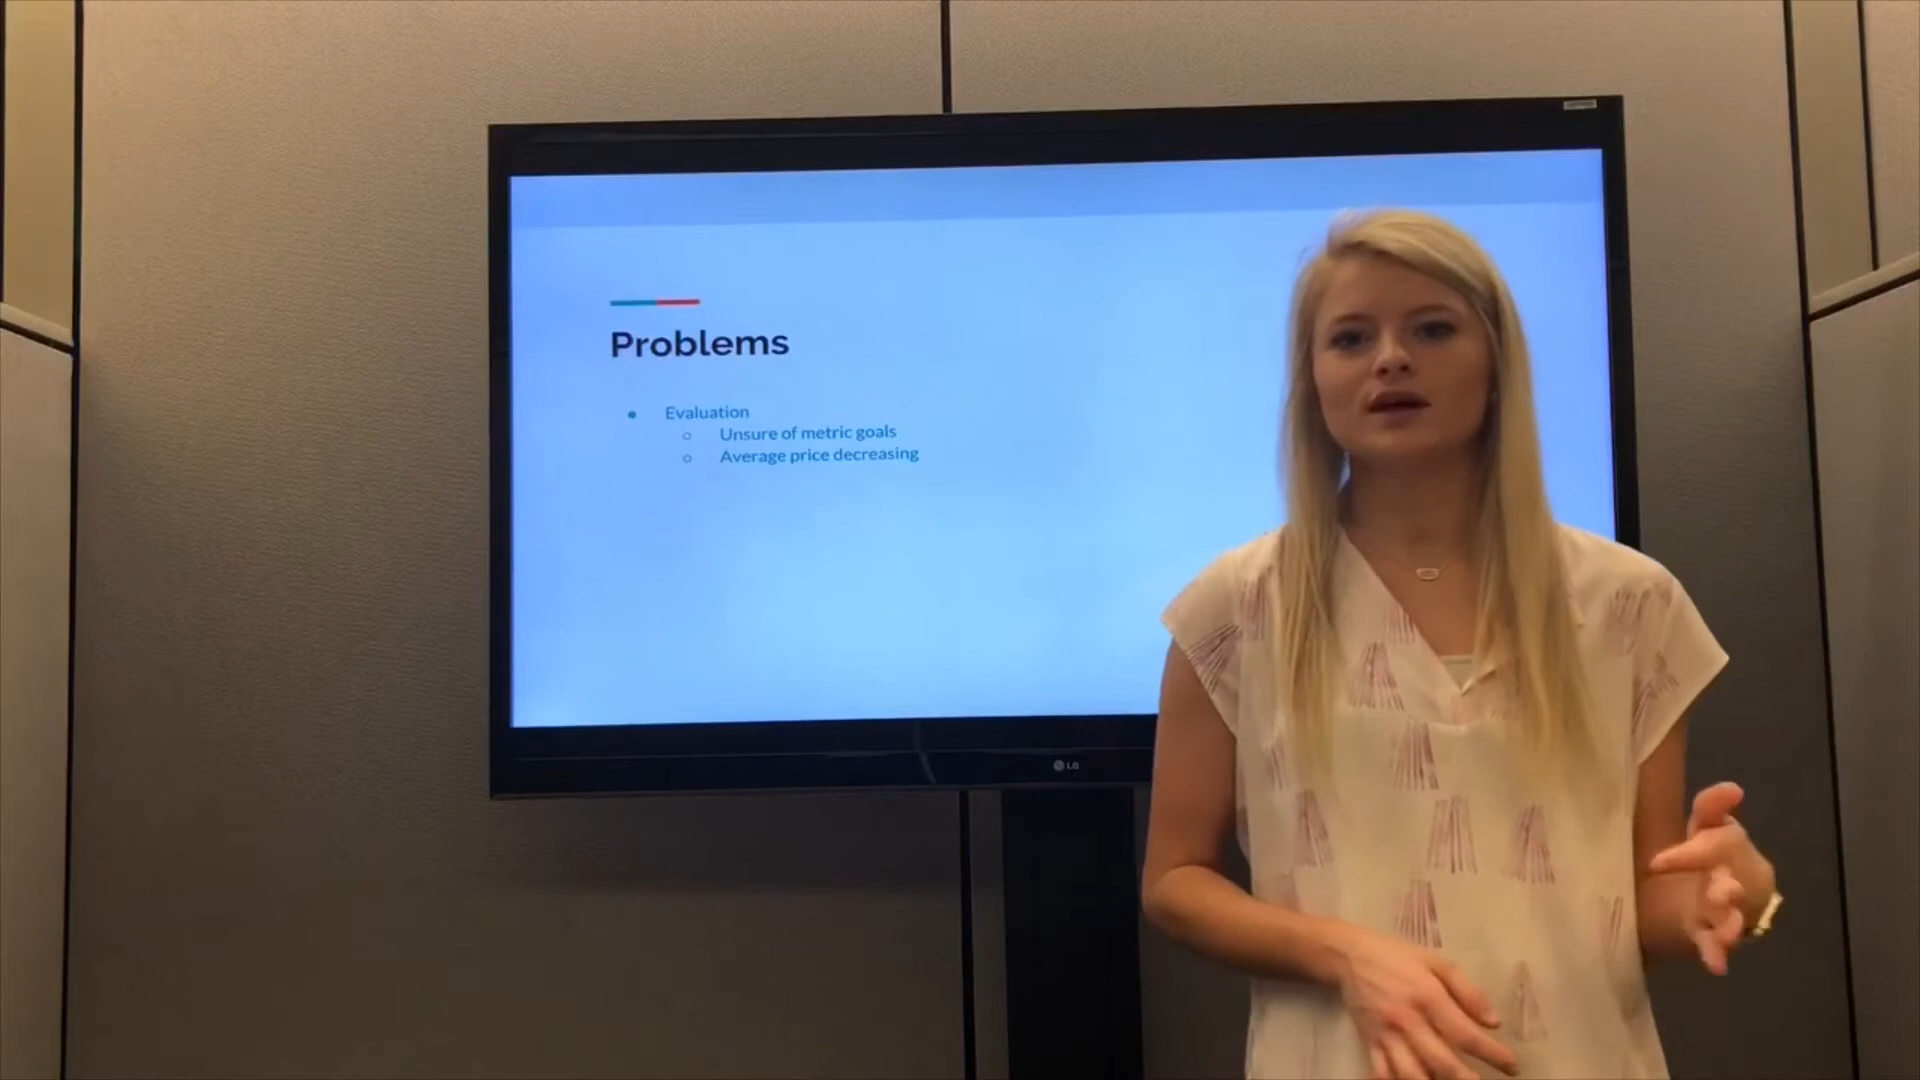 Problems
Evaluation
Unsure of metric goals
Average price decreasing
LG